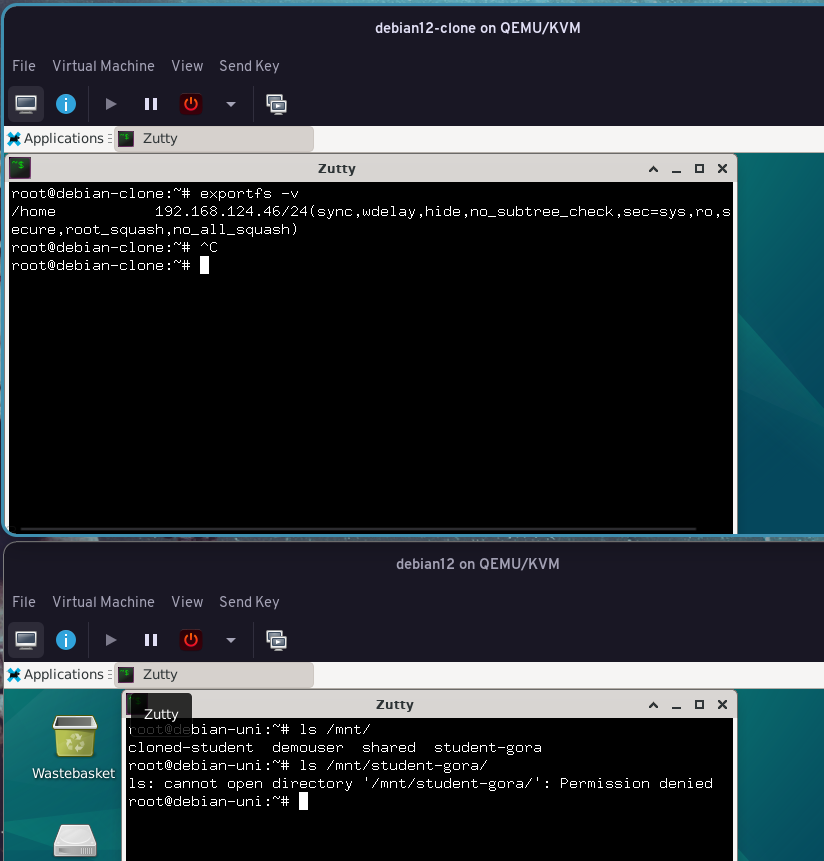 debian12-clone on QEMU/KVM
File Virtual Machine View Send Key
Applications Zutty
Zutty
root@debian-clone:~# exportfs -v
/home 192.168.124.46/24(sync,wdelay,hide,no_subtree_check,sec=sys,ro,s
ecure,root_squash,no_all_squash)
root@debian-clone:~# ^C
root@debian-clone:~#
debian12 on QEMU/KVM
File Virtual Machine View Send Key
Applications Zutty
Zutty
Zutty
root@debian-uni:~# ls /mnt/
cloned-student demouser shared student-gora
root@debian-uni:~# ls /mnt/student-gora/
ls: cannot open directory '/mnt/student-gora/': Permission denied
root@debian-uni:~#
Wastebasket